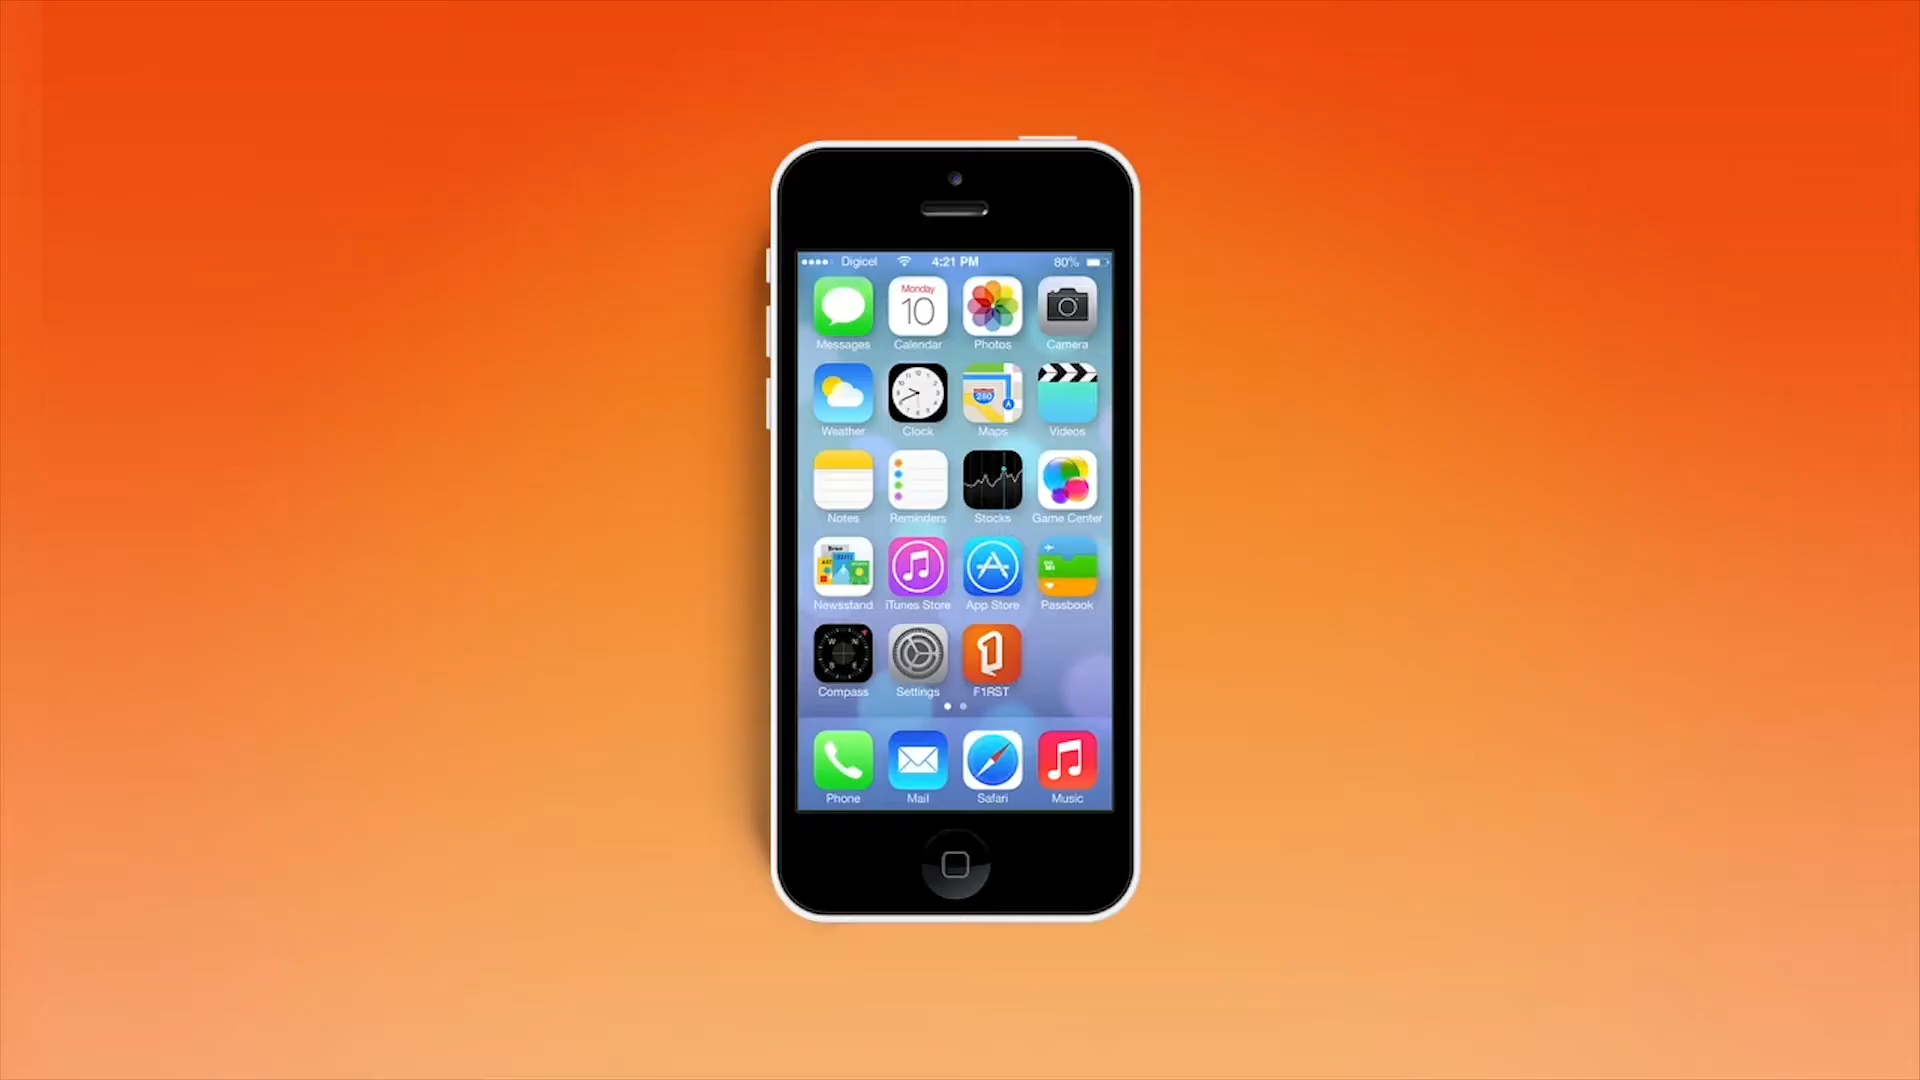 Digicel 4:21 PM 80%
Monday
10
Messages Calendar Photos Camera
280
Weather Clock Maps Videos
Notes Reminders Stocks Game Center
Newsstand iTunes Store App Store Passbook
W N
Compass Settings F1RST
Phone Mail Safari Music